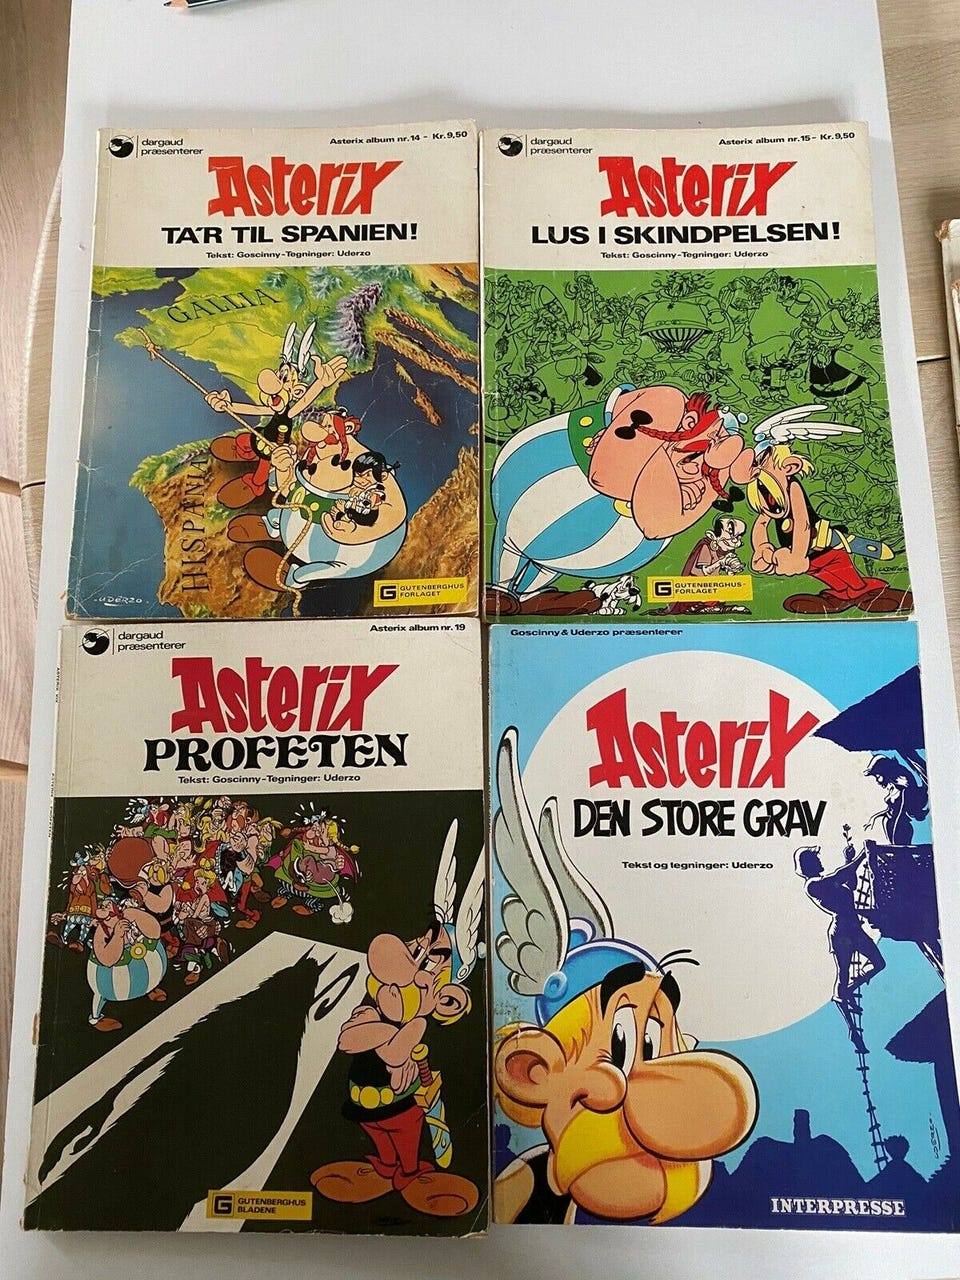 dargaud
præsenterer
Asterix album nr. 14 - Kr. 9,50
Asterix
TA'R TIL SPANIEN!
Tekst: Goscinny-Tegninger: Uderzo
GALLIA
HISPANIA
UDERZO
G GUTENBERGHUS
FORLAGET
dargaud
præsenterer
Asterix album nr. 15- Kr. 9,50
Asterix
LUS I SKINDPELSEN!
Tekst: Goscinny-Tegninger: Uderzo
UDERZO
G GUTENBERGHUS-
FORLAGET
dargaud
præsenterer
Asterix album nr. 19
Asterix
PROFETEN
Tekst: Goscinny-Tegninger: Uderzo
G GUTENBERGHUS
BLADENE
Goscinny & Uderzo præsenterer
Asterix
DEN STORE GRAV
Tekst og tegninger: Uderzo
UDERZO
INTERPRESSE